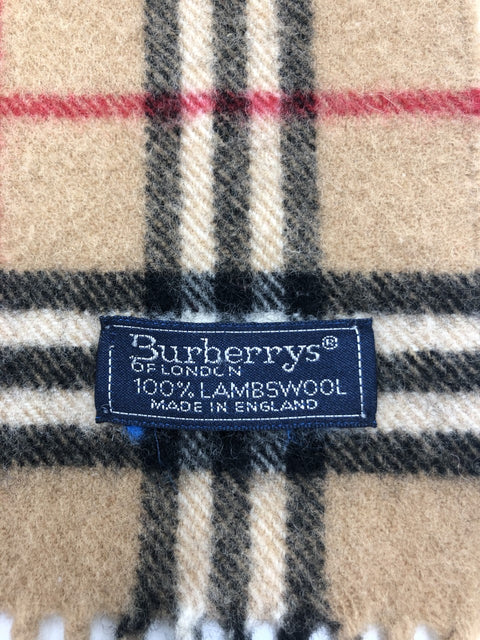 Burberrys®
OF LONDON
100% LAMBSWOOL
MADE IN ENGLAND